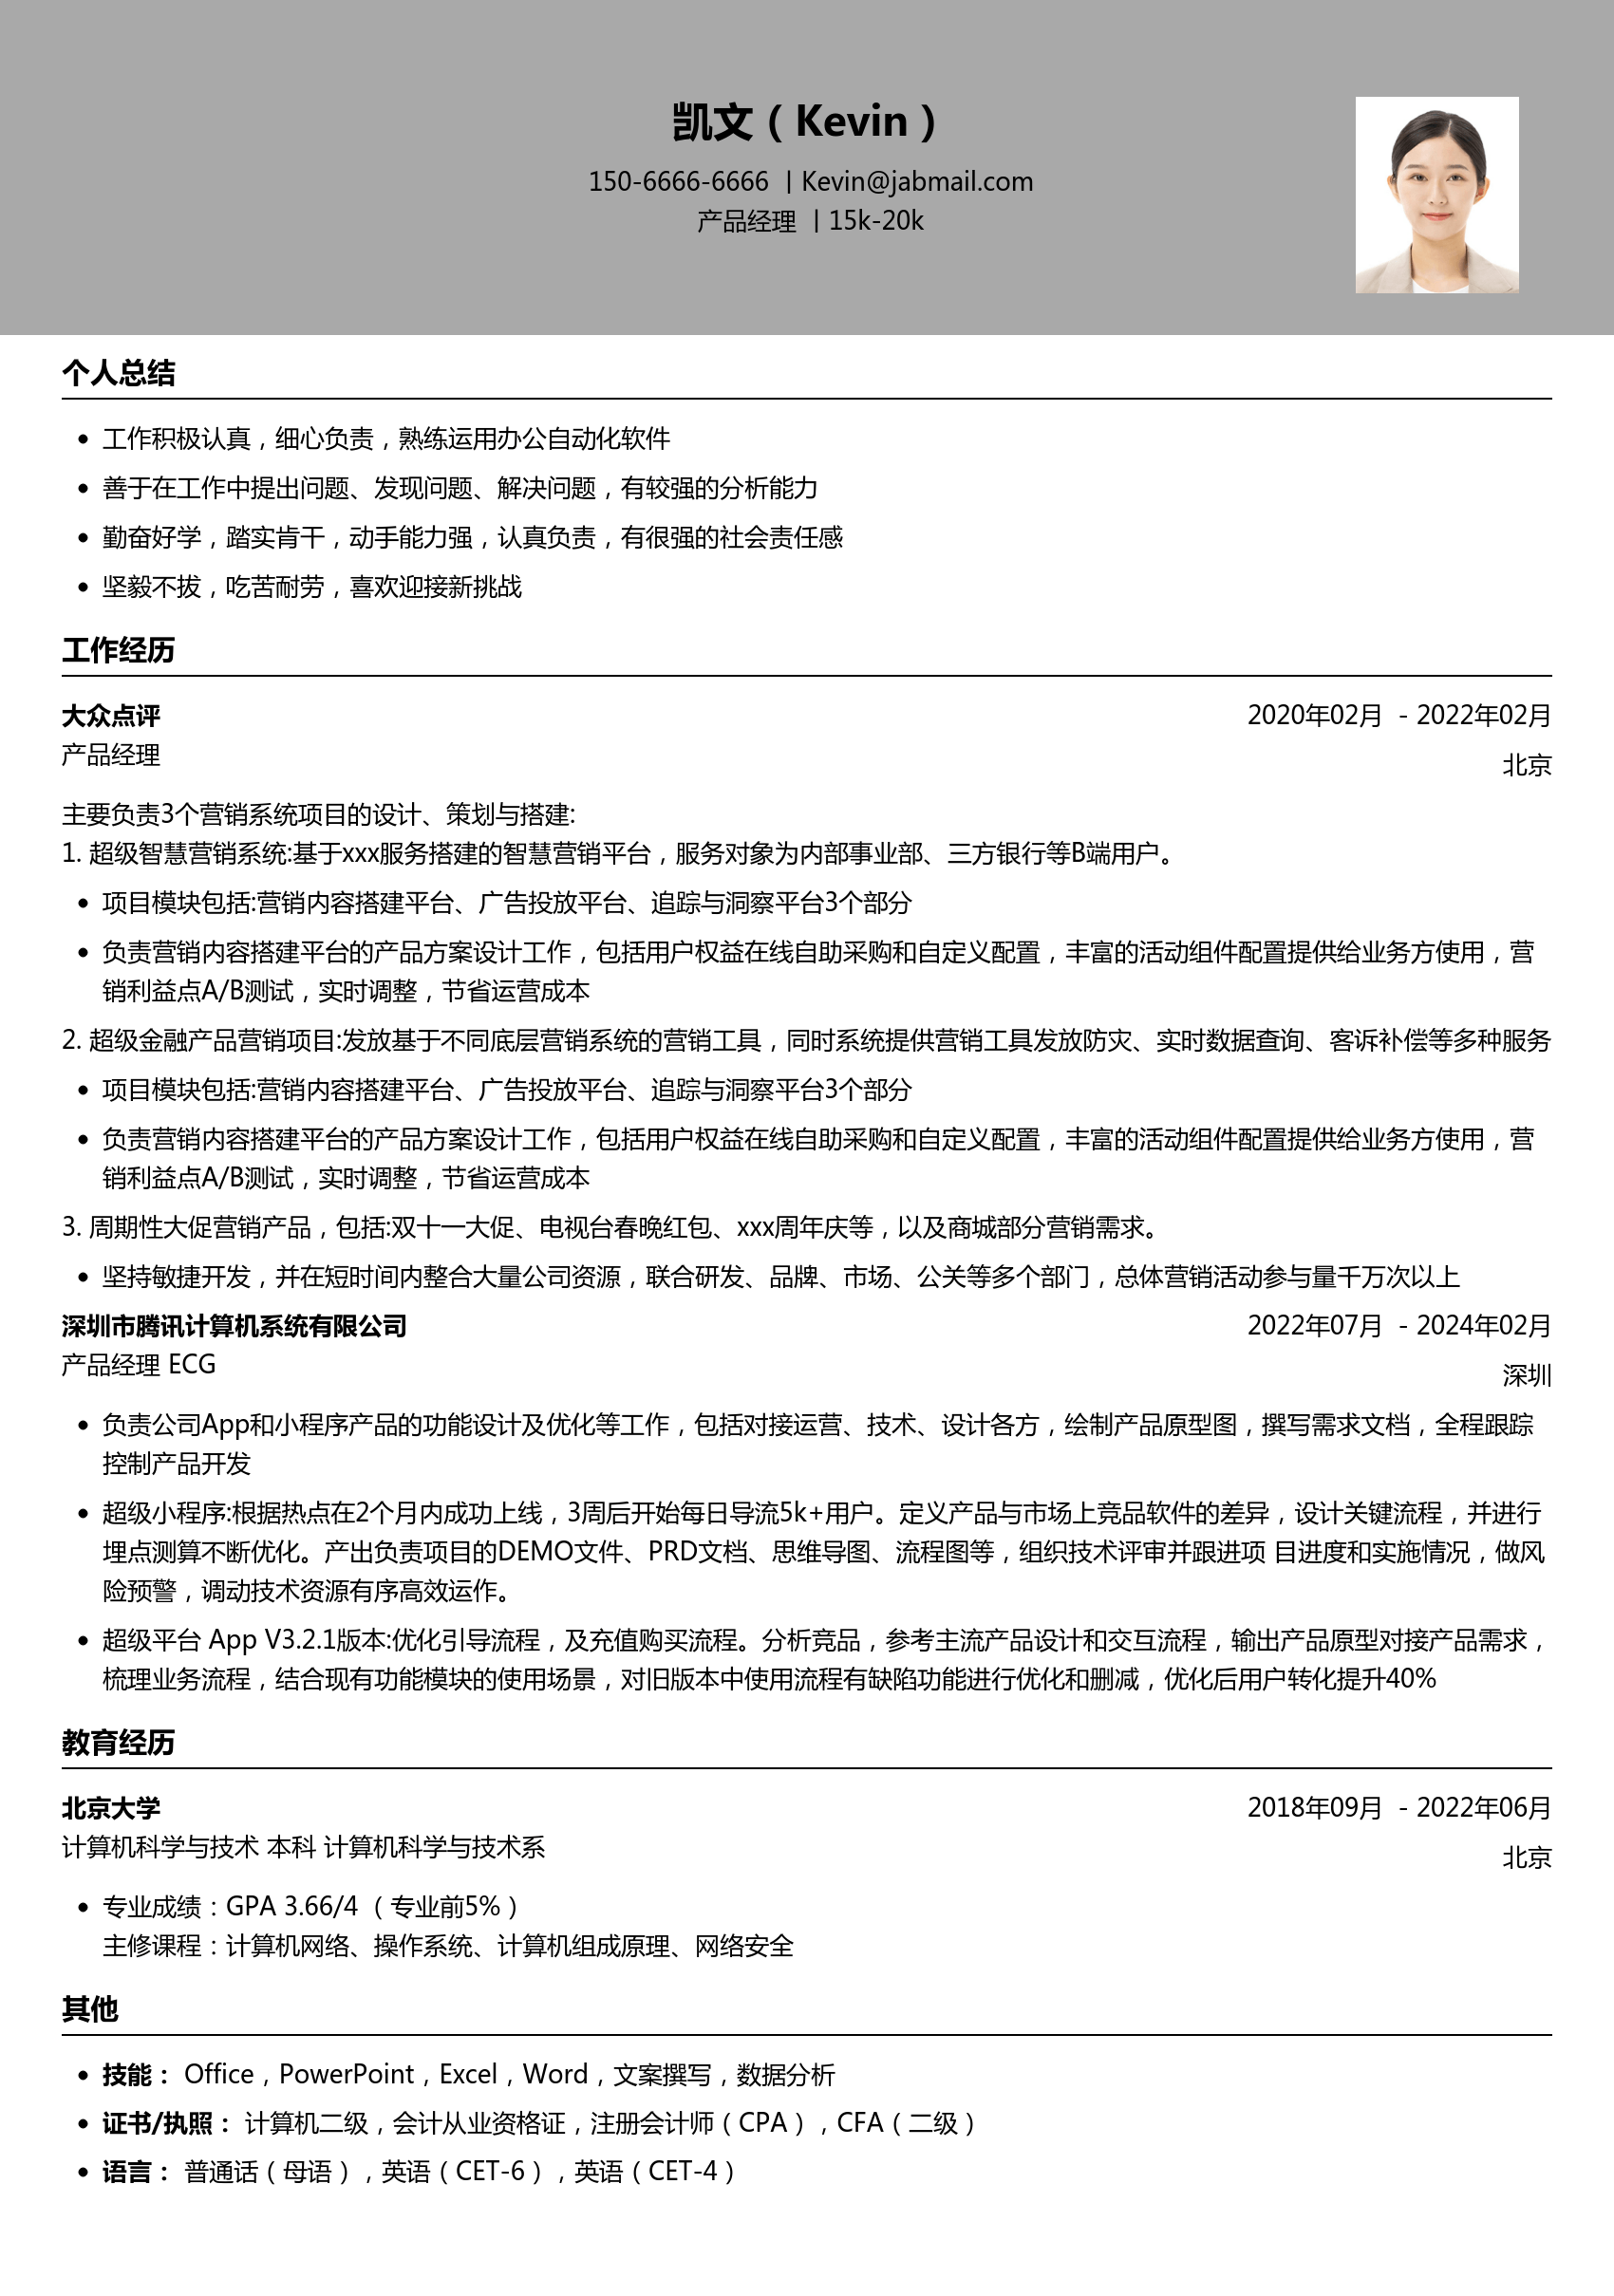 凯文（Kevin）
150-6666-6666 | Kevin@jabmail.com
产品经理 | 15k-20k
个人总结
• 工作积极认真，细心负责，熟练运用办公自动化软件
• 善于在工作中提出问题、发现问题、解决问题，有较强的分析能力
• 勤奋好学，踏实肯干，动手能力强，认真负责，有很强的社会责任感
• 坚毅不拔，吃苦耐劳，喜欢迎接新挑战
工作经历
大众点评 2020年02月 - 2022年02月
产品经理
北京
主要负责3个营销系统项目的设计、策划与搭建:
1. 超级智慧营销系统:基于xxx服务搭建的智慧营销平台，服务对象为内部事业部、三方银行等B端用户。
• 项目模块包括:营销内容搭建平台、广告投放平台、追踪与洞察平台3个部分
• 负责营销内容搭建平台的产品方案设计工作，包括用户权益在线自助采购和自定义配置，丰富的活动组件配置提供给业务方使用，营
销利益点A/B测试，实时调整，节省运营成本
2. 超级金融产品营销项目:发放基于不同底层营销系统的营销工具，同时系统提供营销工具发放防灾、实时数据查询、客诉补偿等多种服务
• 项目模块包括:营销内容搭建平台、广告投放平台、追踪与洞察平台3个部分
• 负责营销内容搭建平台的产品方案设计工作，包括用户权益在线自助采购和自定义配置，丰富的活动组件配置提供给业务方使用，营
销利益点A/B测试，实时调整，节省运营成本
3. 周期性大促营销产品，包括:双十一大促、电视台春晚红包、xxx周年庆等，以及商城部分营销需求。
• 坚持敏捷开发，并在短时间内整合大量公司资源，联合研发、品牌、市场、公关等多个部门，总体营销活动参与量千万次以上
深圳市腾讯计算机系统有限公司 2022年07月 - 2024年02月
产品经理 ECG
深圳
• 负责公司App和小程序产品的功能设计及优化等工作，包括对接运营、技术、设计各方，绘制产品原型图，撰写需求文档，全程跟踪
控制产品开发
• 超级小程序:根据热点在2个月内成功上线，3周后开始每日导流5k+用户。定义产品与市场上竞品软件的差异，设计关键流程，并进行
埋点测算不断优化。产出负责项目的DEMO文件、PRD文档、思维导图、流程图等，组织技术评审并跟进项 目进度和实施情况，做风
险预警，调动技术资源有序高效运作。
• 超级平台 App V3.2.1版本:优化引导流程，及充值购买流程。分析竞品，参考主流产品设计和交互流程，输出产品原型对接产品需求，
梳理业务流程，结合现有功能模块的使用场景，对旧版本中使用流程有缺陷功能进行优化和删减，优化后用户转化提升40%
教育经历
北京大学 2018年09月 - 2022年06月
计算机科学与技术 本科 计算机科学与技术系
北京
• 专业成绩：GPA 3.66/4 （专业前5%）
主修课程：计算机网络、操作系统、计算机组成原理、网络安全
其他
• 技能： Office，PowerPoint，Excel，Word，文案撰写，数据分析
• 证书/执照： 计算机二级，会计从业资格证，注册会计师（CPA），CFA（二级）
• 语言： 普通话（母语），英语（CET-6），英语（CET-4）